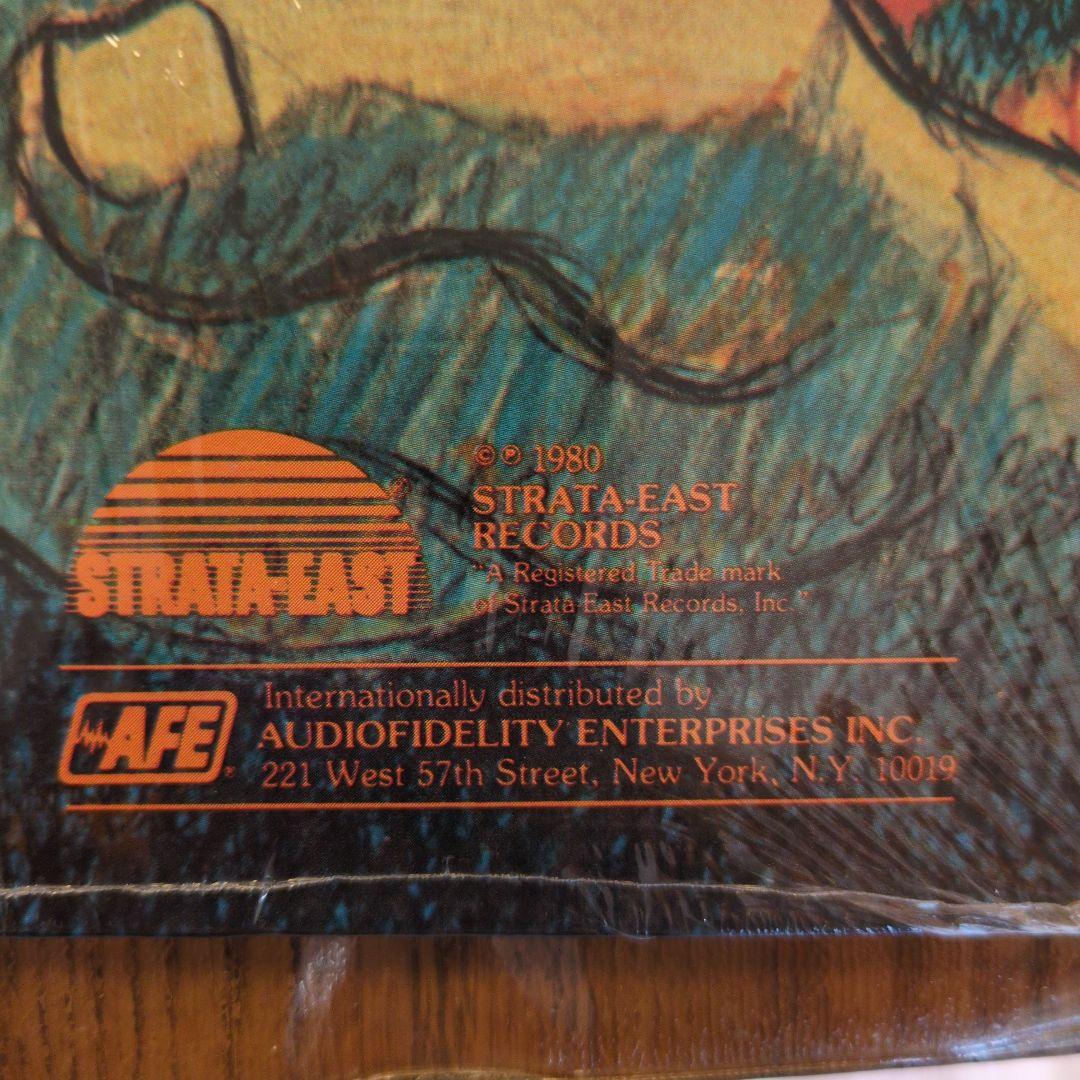 © ℗ 1980
STRATA-EAST
RECORDS
"A Registered Trade mark
of Strata East Records, Inc."
STRATA-EAST ®
AFE ®
Internationally distributed by
AUDIOFIDELITY ENTERPRISES INC.
221 West 57th Street, New York, N.Y. 10019